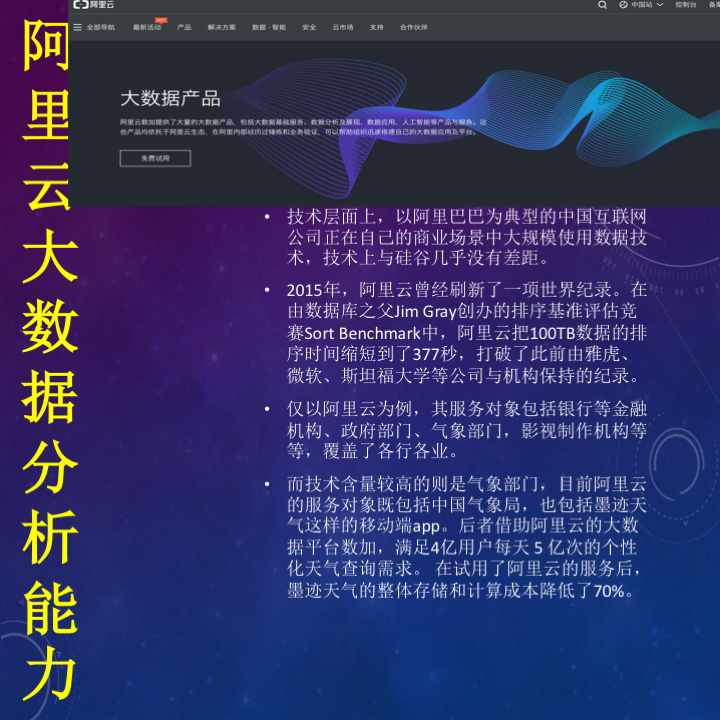 阿里云大数据分析能力
阿里云
中国站
控制台
备案
全部导航
最新活动
产品
解决方案
数据·智能
安全
云市场
支持
合作伙伴
大数据产品
阿里云数加提供了大量的大数据产品，包括大数据基础服务、数据分析及展现、数据应用、人工智能等产品与服务。这
些产品均依托于阿里云生态，在阿里内部经历过锤炼和业务验证，可以帮助组织迅速搭建自己的大数据应用及平台。
免费试用
• 技术层面上，以阿里巴巴为典型的中国互联网
公司正在自己的商业场景中大规模使用数据技
术，技术上与硅谷几乎没有差距。
• 2015年，阿里云曾经刷新了一项世界纪录。在
由数据库之父Jim Gray创办的排序基准评估竞
赛Sort Benchmark中，阿里云把100TB数据的排
序时间缩短到了377秒，打破了此前由雅虎、
微软、斯坦福大学等公司与机构保持的纪录。
• 仅以阿里云为例，其服务对象包括银行等金融
机构、政府部门、气象部门，影视制作机构等
等，覆盖了各行各业。
• 而技术含量较高的则是气象部门，目前阿里云
的服务对象既包括中国气象局，也包括墨迹天
气这样的移动端app。后者借助阿里云的大数
据平台数加，满足4亿用户每天 5 亿次的个性
化天气查询需求。 在试用了阿里云的服务后，
墨迹天气的整体存储和计算成本降低了70%。